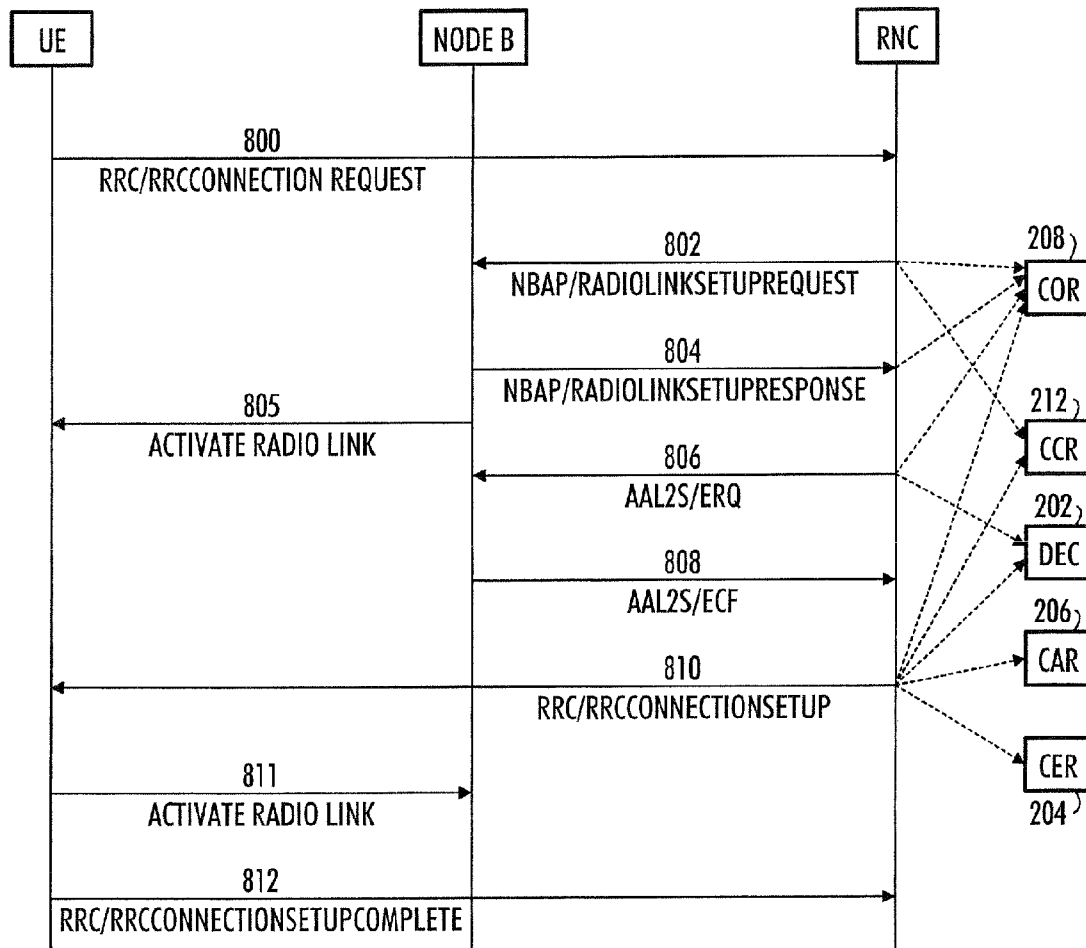 UE
NODE B
RNC
800
RRC/RRCCONNECTION REQUEST
802
NBAP/RADIOLINKSETUPREQUEST
208
COR
804
NBAP/RADIOLINKSETUPRESPONSE
805
ACTIVATE RADIO LINK
212
CCR
806
AAL2S/ERQ
202
DEC
808
AAL2S/ECF
206
CAR
810
RRC/RRCCONNECTIONSETUP
CER
204
811
ACTIVATE RADIO LINK
812
RRC/RRCCONNECTIONSETUPCOMPLETE